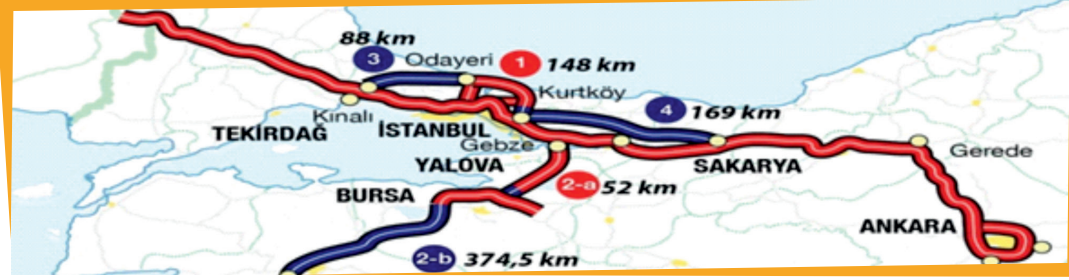 88 km
3
Odayeri
1
148 km
Kurtköy
4
169 km
Kınalı
TEKİRDAĞ
İSTANBUL
Gebze
YALOVA
SAKARYA
Gerede
2-a
52 km
BURSA
ANKARA
2-b
374,5 km